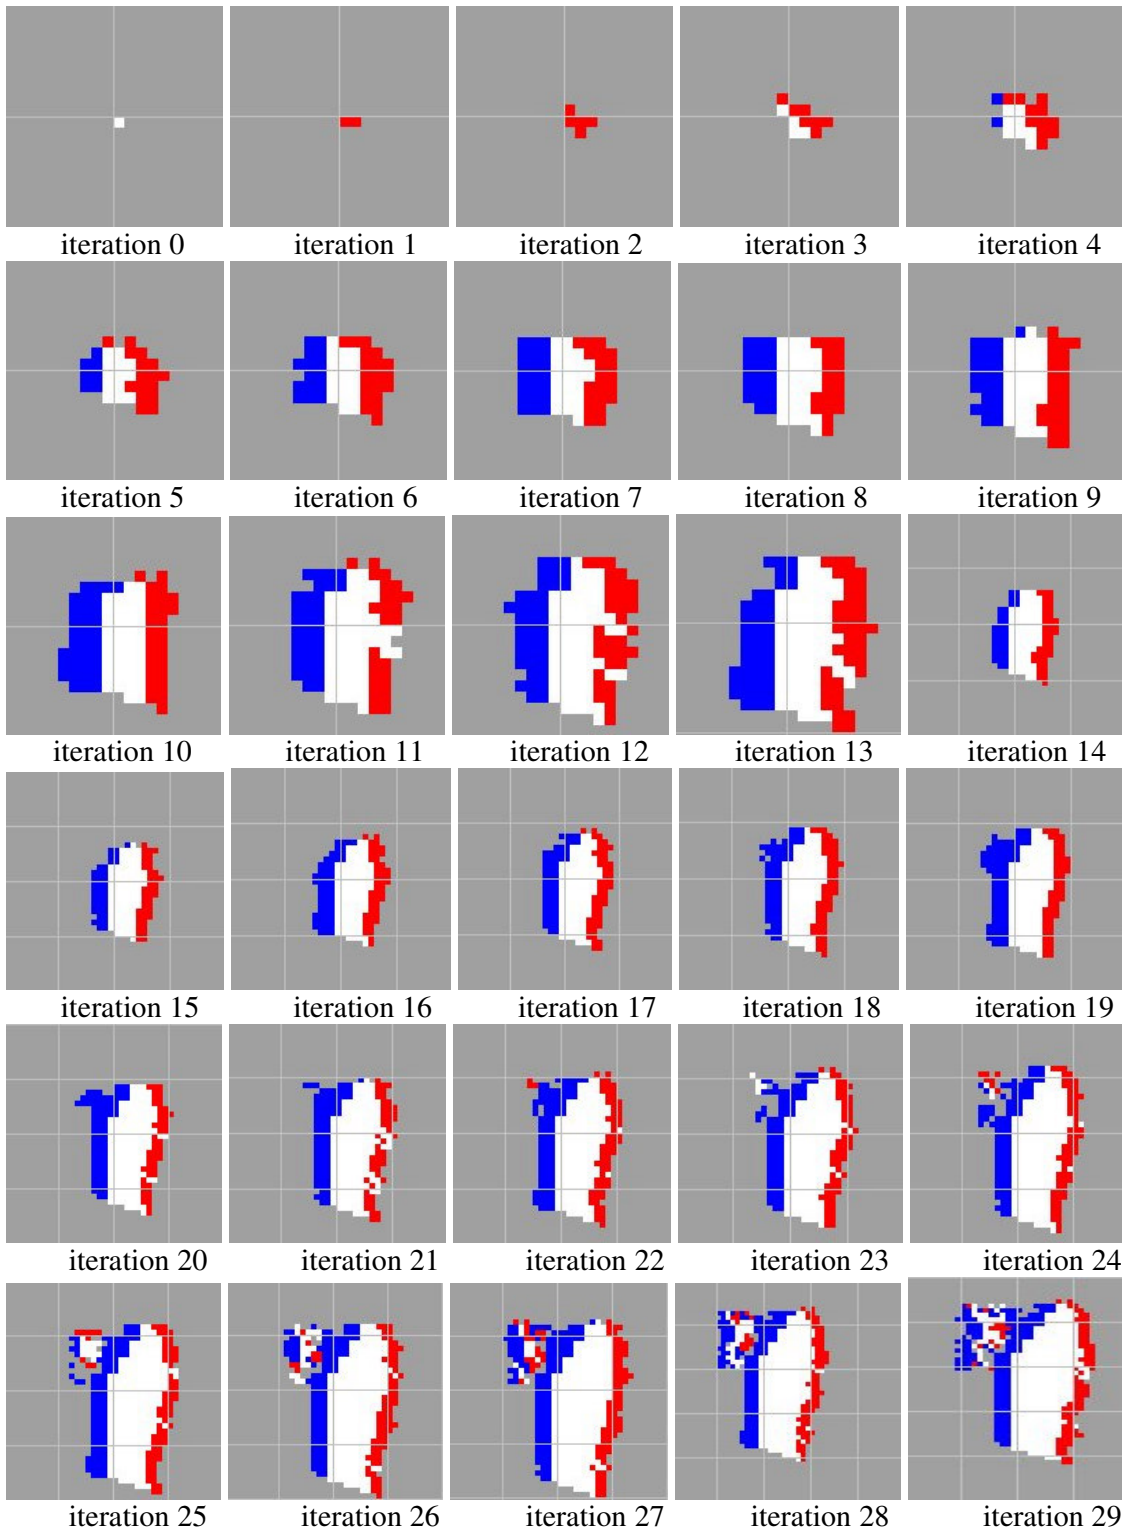 iteration 0 iteration 1 iteration 2 iteration 3 iteration 4
iteration 5 iteration 6 iteration 7 iteration 8 iteration 9
iteration 10 iteration 11 iteration 12 iteration 13 iteration 14
iteration 15 iteration 16 iteration 17 iteration 18 iteration 19
iteration 20 iteration 21 iteration 22 iteration 23 iteration 24
iteration 25 iteration 26 iteration 27 iteration 28 iteration 29